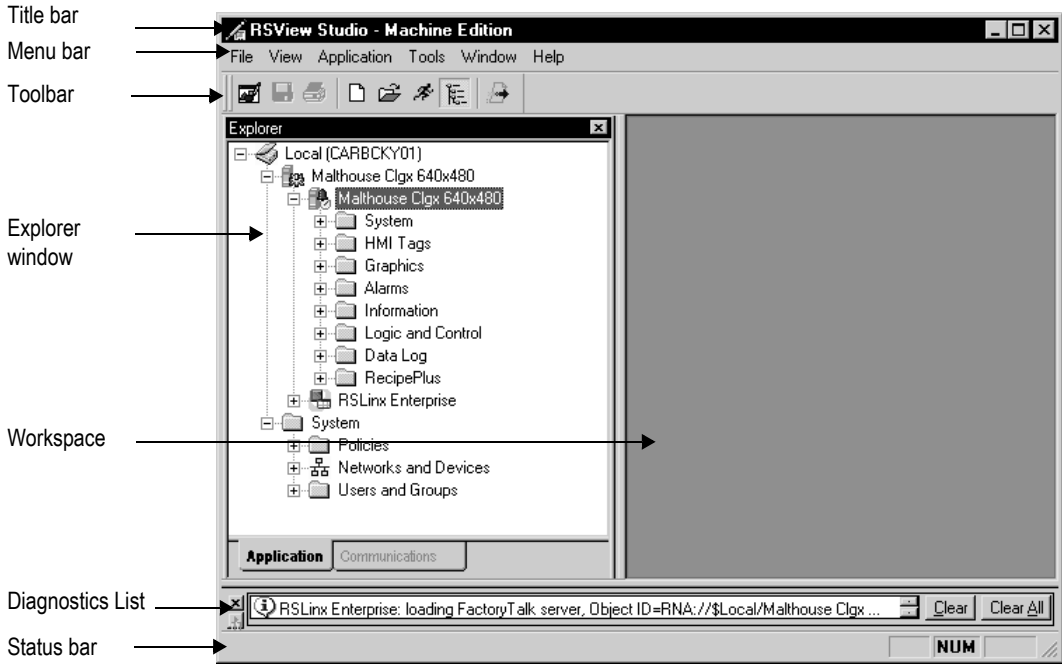 Title bar
RSView Studio - Machine Edition
Menu bar
File View Application Tools Window Help
Toolbar
Explorer
Local (CARBCKY01)
Malthouse Clgx 640x480
Malthouse Clgx 640x480
System
HMI Tags
Graphics
Alarms
Information
Logic and Control
Data Log
RecipePlus
RSLinx Enterprise
System
Policies
Networks and Devices
Users and Groups
Explorer
window
Workspace
Application Communications
Diagnostics List
RSLinx Enterprise: loading FactoryTalk server, Object ID=RNA://$Local/Malthouse Clgx ... Clear Clear All
Status bar
NUM